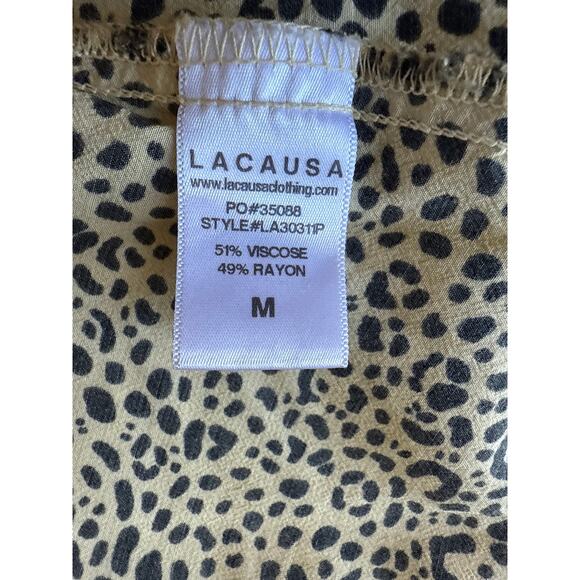 LACAUSA
www.lacausaclothing.com
PO#35088
STYLE#LA30311P
51% VISCOSE
49% RAYON
M